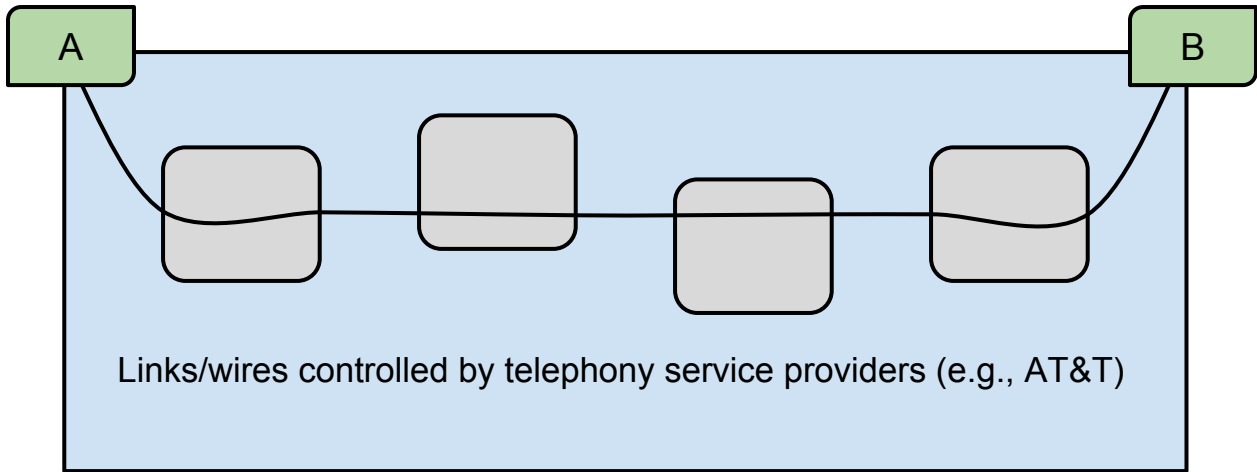 A
B
Links/wires controlled by telephony service providers (e.g., AT&T)